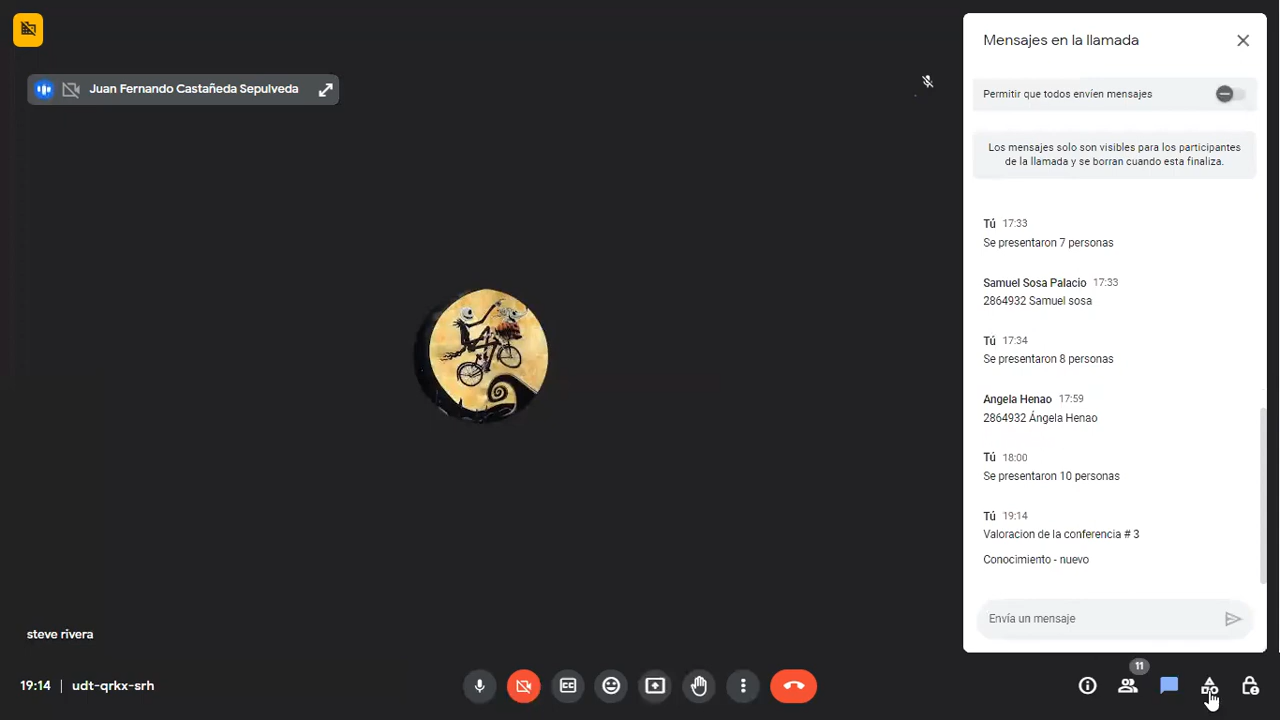 Juan Fernando Castañeda Sepulveda
steve rivera
19:14 | udt-qrkx-srh
Mensajes en la llamada
Permitir que todos envíen mensajes
Los mensajes solo son visibles para los participantes
de la llamada y se borran cuando esta finaliza.
Tú 17:33
Se presentaron 7 personas
Samuel Sosa Palacio 17:33
2864932 Samuel sosa
Tú 17:34
Se presentaron 8 personas
Angela Henao 17:59
2864932 Ángela Henao
Tú 18:00
Se presentaron 10 personas
Tú 19:14
Valoracion de la conferencia # 3
Conocimiento - nuevo
Envía un mensaje
11